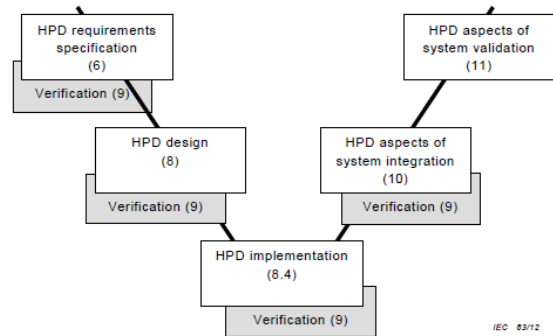 HPD requirements
specification
(6)
Verification (9)
HPD aspects of
system validation
(11)
HPD design
(8)
Verification (9)
HPD aspects of
system integration
(10)
Verification (9)
HPD implementation
(8.4)
Verification (9)
IEC 83/12